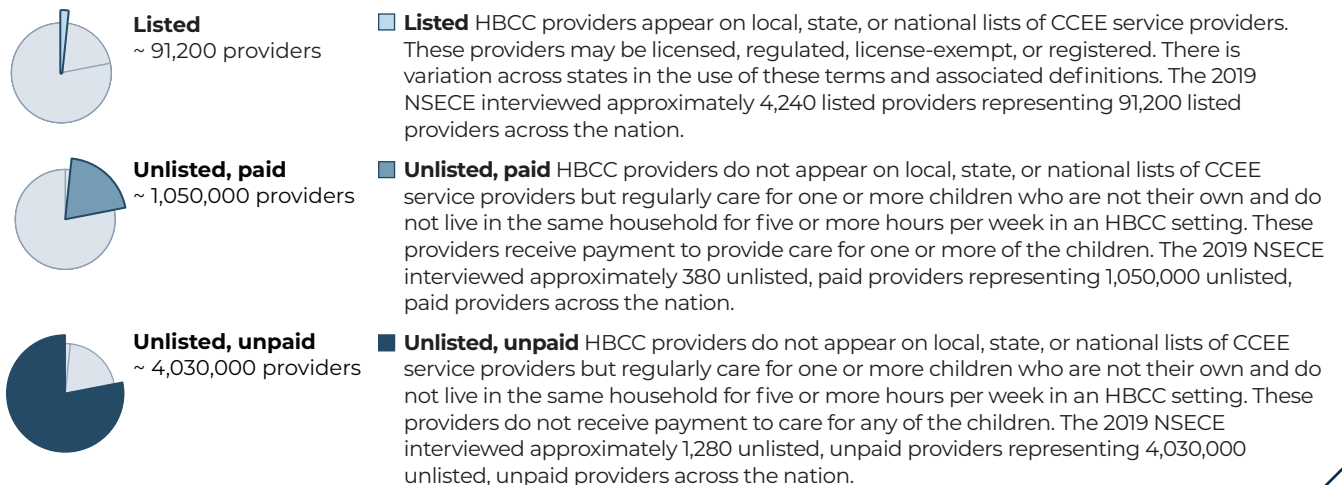 Listed
~ 91,200 providers
Listed HBCC providers appear on local, state, or national lists of CCEE service providers.
These providers may be licensed, regulated, license-exempt, or registered. There is
variation across states in the use of these terms and associated definitions. The 2019
NSECE interviewed approximately 4,240 listed providers representing 91,200 listed
providers across the nation.
Unlisted, paid
~ 1,050,000 providers
Unlisted, paid HBCC providers do not appear on local, state, or national lists of CCEE
service providers but regularly care for one or more children who are not their own and do
not live in the same household for five or more hours per week in an HBCC setting. These
providers receive payment to provide care for one or more of the children. The 2019 NSECE
interviewed approximately 380 unlisted, paid providers representing 1,050,000 unlisted,
paid providers across the nation.
Unlisted, unpaid
~ 4,030,000 providers
Unlisted, unpaid HBCC providers do not appear on local, state, or national lists of CCEE
service providers but regularly care for one or more children who are not their own and do
not live in the same household for five or more hours per week in an HBCC setting. These
providers do not receive payment to care for any of the children. The 2019 NSECE
interviewed approximately 1,280 unlisted, unpaid providers representing 4,030,000
unlisted, unpaid providers across the nation.